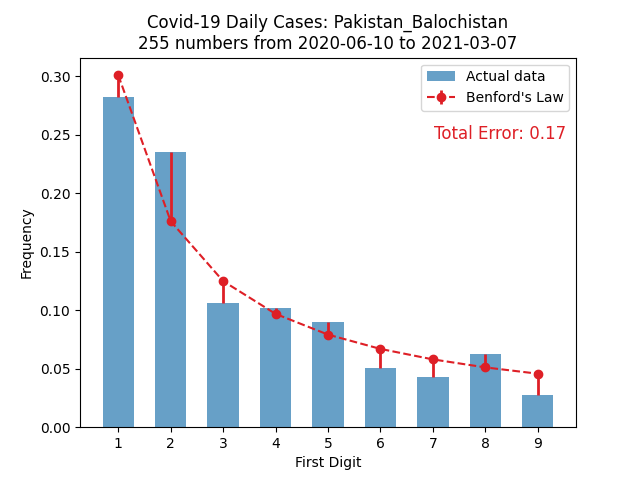 Covid-19 Daily Cases: Pakistan_Balochistan
255 numbers from 2020-06-10 to 2021-03-07
Actual data
Benford's Law
Total Error: 0.17
0.30
0.25
0.20
0.15
0.10
0.05
0.00
Frequency
1 2 3 4 5 6 7 8 9
First Digit